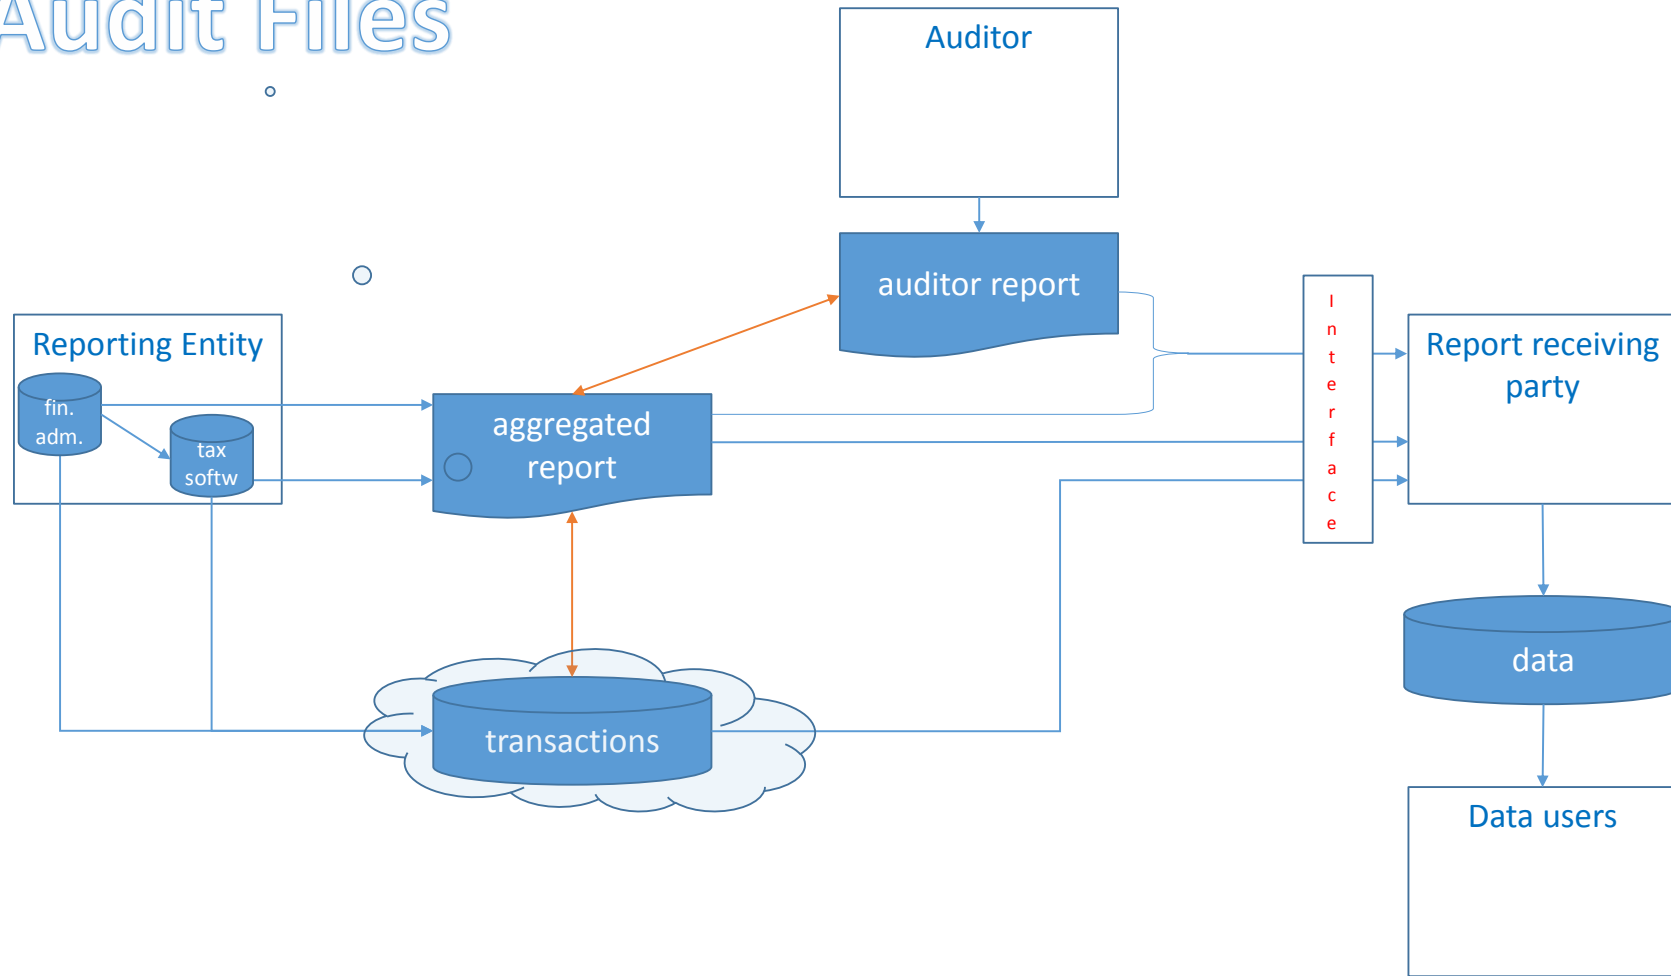 Audit Files
Auditor
auditor report
Reporting Entity
fin.
adm.
tax
softw
aggregated
report
transactions
Interface
Report receiving
party
data
Data users